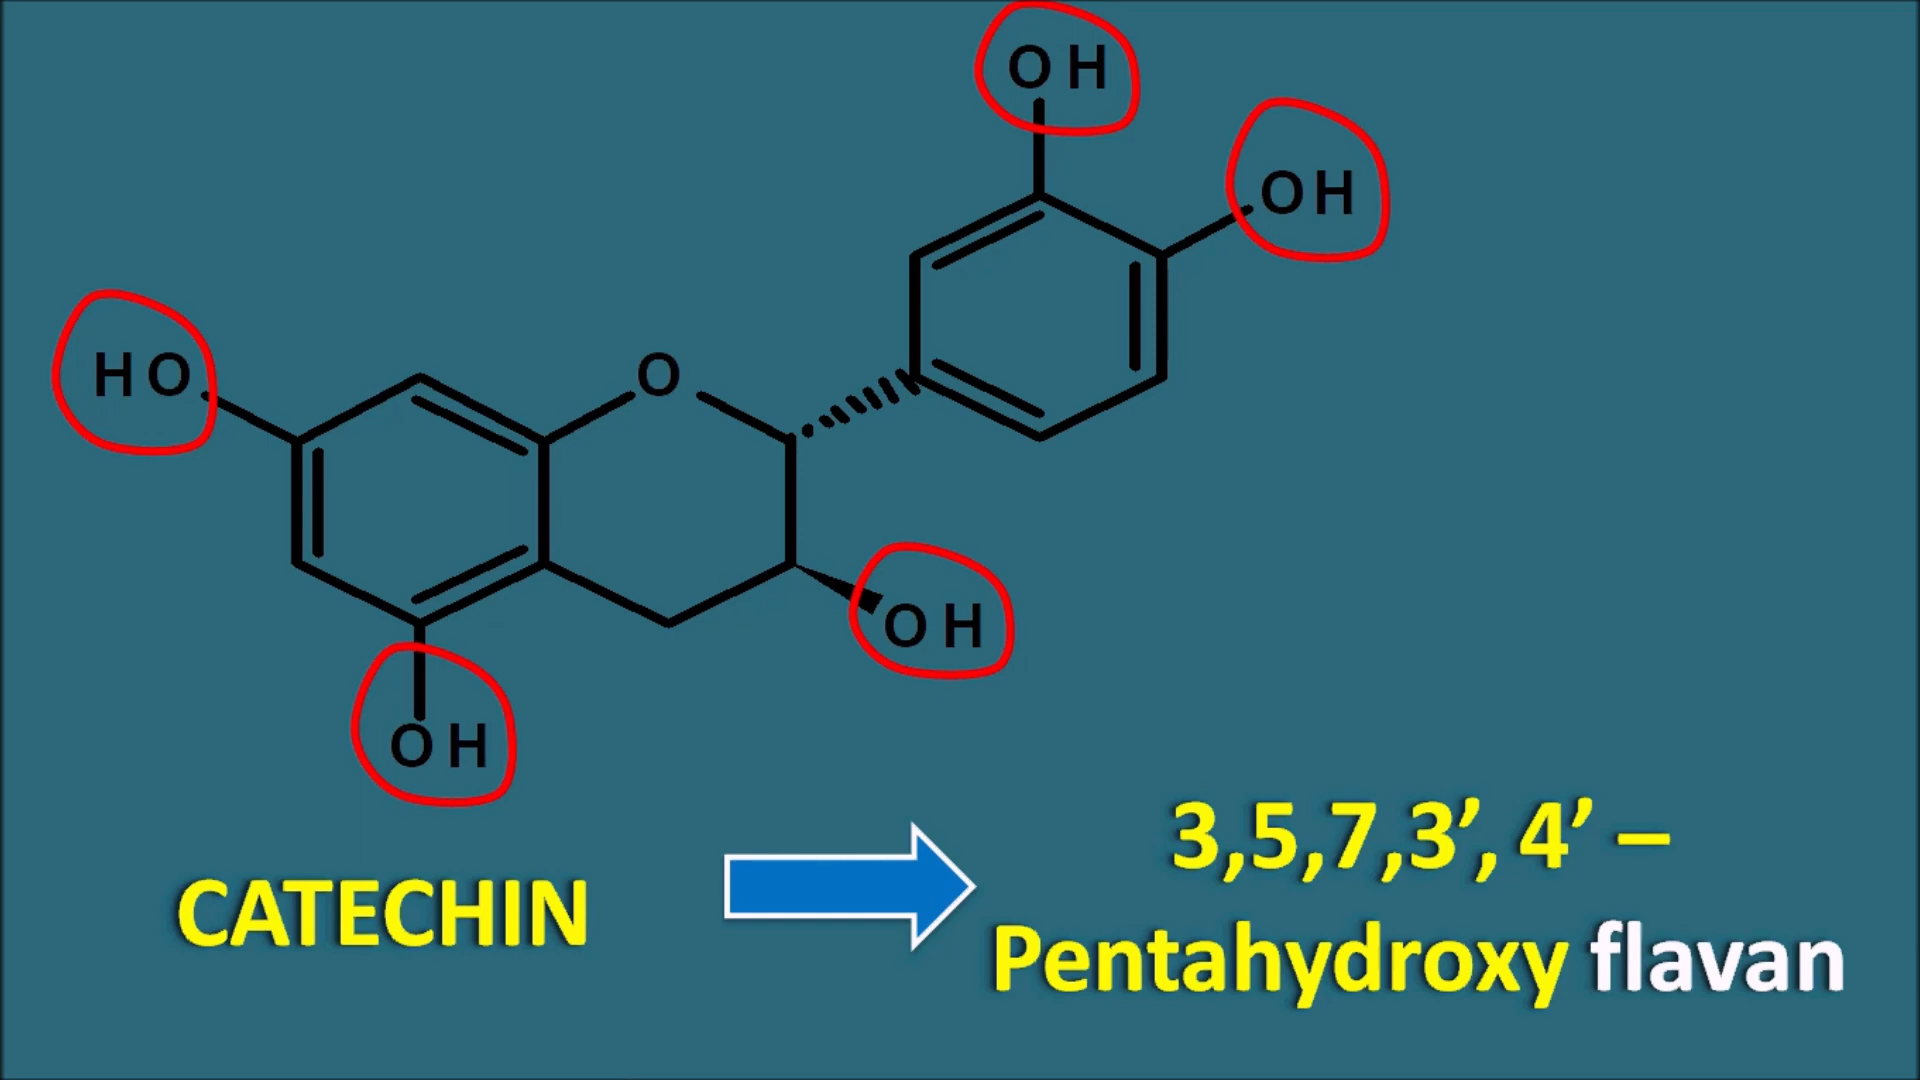 OH
OH
HO
O
OH
OH
CATECHIN
3,5,7,3’, 4’ –
Pentahydroxy flavan